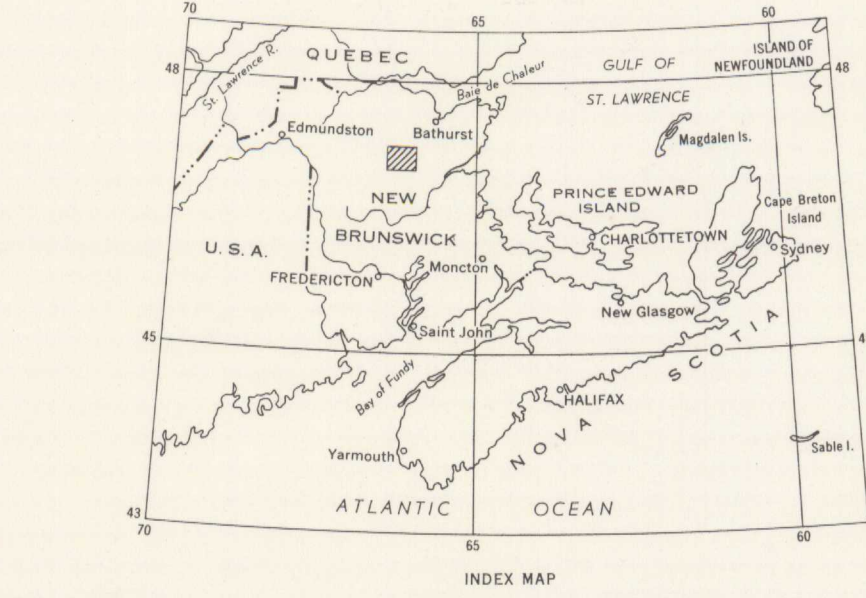 70
65
60
QUEBEC
GULF OF
ISLAND OF
NEWFOUNDLAND
48
48
St. Lawrence R.
Baie de Chaleur
ST. LAWRENCE
Edmundston
Bathurst
Magdalen Is.
NEW
BRUNSWICK
PRINCE EDWARD
ISLAND
Cape Breton
Island
U.S.A.
CHARLOTTETOWN
Sydney
Moncton
FREDERICTON
New Glasgow
Saint John
45
4
Bay of Fundy
NOVA SCOTIA
HALIFAX
Yarmouth
Sable I.
ATLANTIC OCEAN
43
70
65
60
INDEX MAP